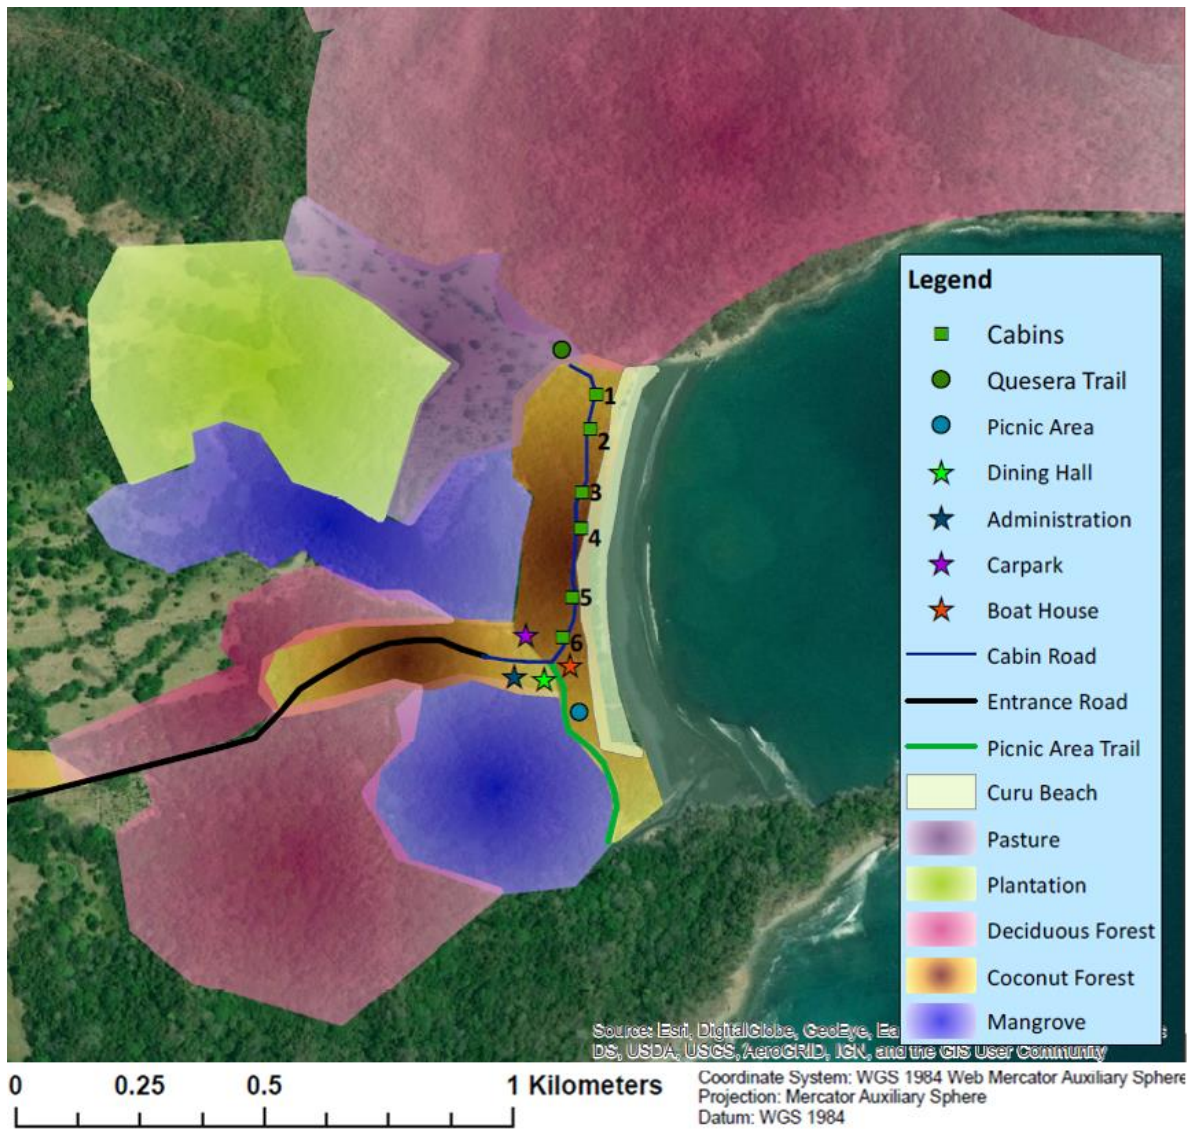 Legend
Cabins
Quesera Trail
Picnic Area
Dining Hall
Administration
Carpark
Boat House
Cabin Road
Entrance Road
Picnic Area Trail
Curu Beach
Pasture
Plantation
Deciduous Forest
Coconut Forest
Mangrove
1
2
3
4
5
6
Source: Esri, DigitalGlobe, GeoEye,
DS, USDA, USGS, AeroGRID, IGN, and the GIS User Community
0 0.25 0.5 1 Kilometers
Coordinate System: WGS 1984 Web Mercator Auxiliary Sphere
Projection: Mercator Auxiliary Sphere
Datum: WGS 1984